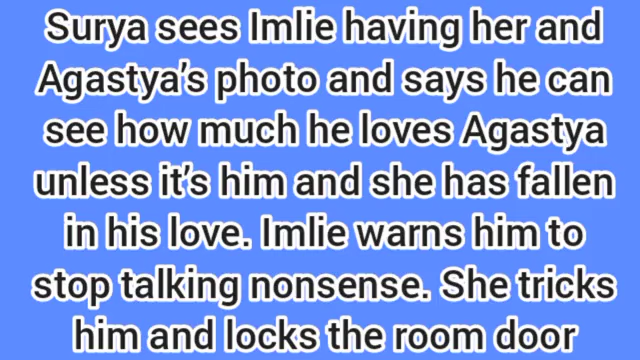 Surya sees Imlie having her and
Agastya’s photo and says he can
see how much he loves Agastya
unless it’s him and she has fallen
in his love. Imlie warns him to
stop talking nonsense. She tricks
him and locks the room door